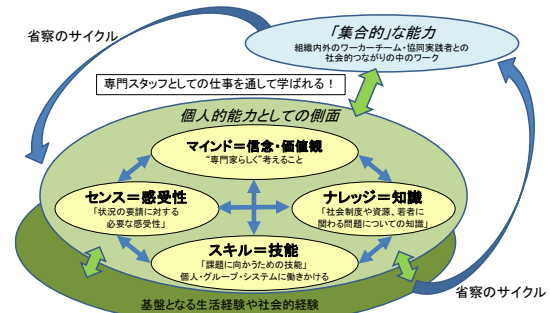 省察のサイクル
「集合的」な能力
組織内外のワーカーチーム・協同実践者との
社会的つながりの中のワーク
専門スタッフとしての仕事を通して学ばれる！
個人的能力としての側面
マインド＝信念・価値観
“専門家らしく”考えること
センス＝感受性
「状況の要請に対する
必要な感受性」
ナレッジ＝知識
「社会制度や資源、若者に
関わる問題についての知識」
スキル＝技能
「課題に向かうための技能」
個人・グループ・システムに働きかける
省察のサイクル
基盤となる生活経験や社会的経験